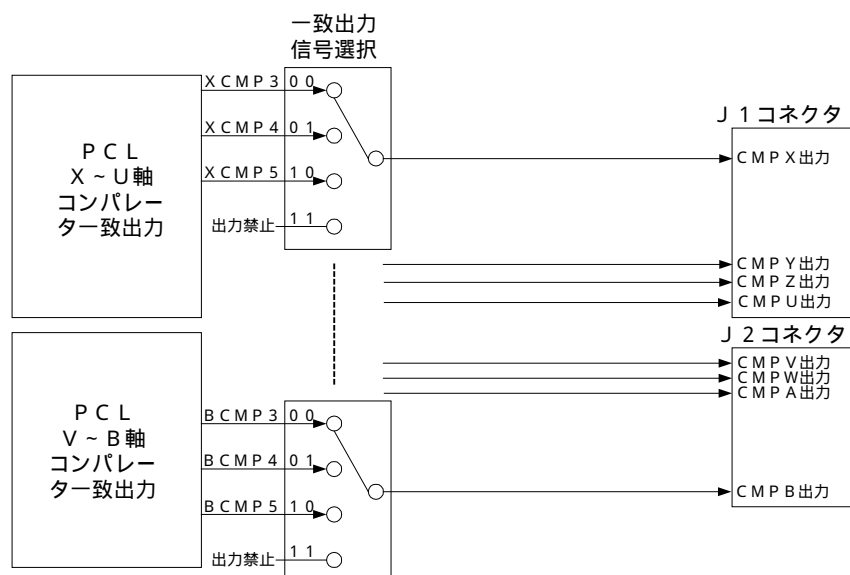 一致出力
信号選択
PCL
X~U軸
コンパレー
ター致出力
XCMP3 00
XCMP4 01
XCMP5 10
出力禁止 11
J1コネクタ
CMPX出力
CMPY出力
CMPZ出力
CMPU出力
J2コネクタ
CMPV出力
CMPW出力
CMPA出力
CMPB出力
PCL
V~B軸
コンパレー
タ一致出力
BCMP3 00
BCMP4 01
BCMP5 10
出力禁止 11